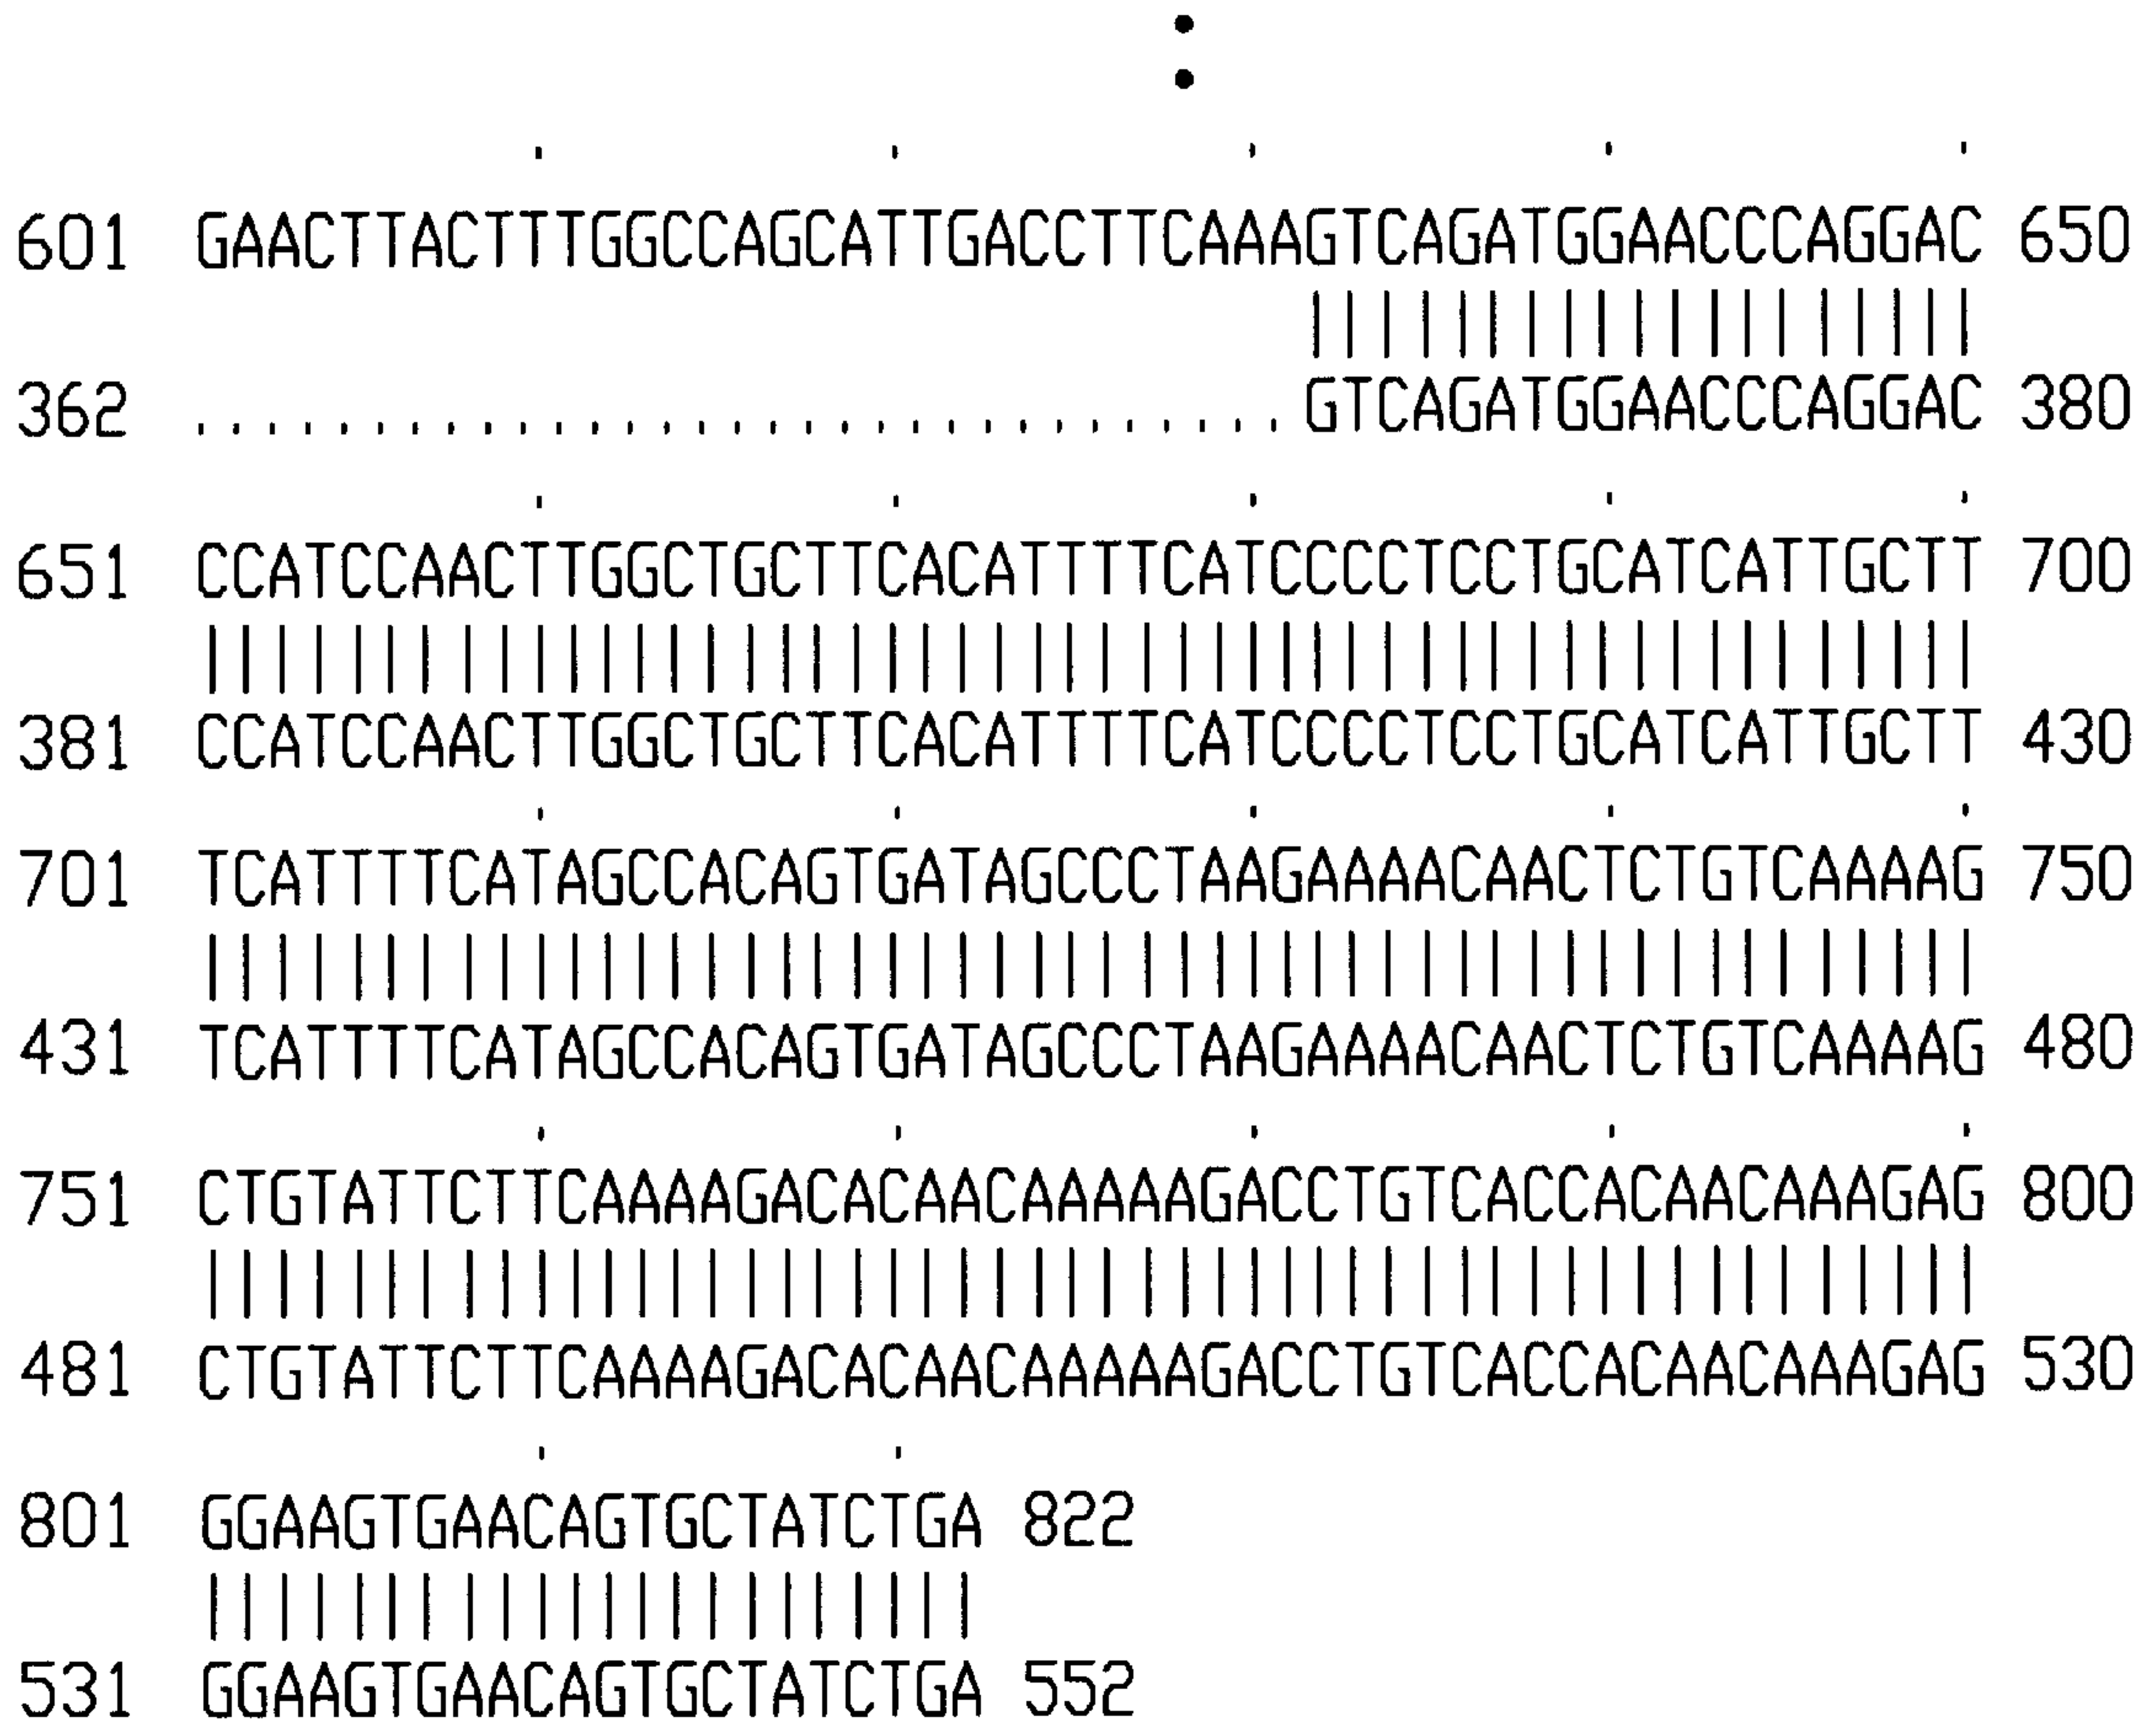 :
601 GAACTTACTTTTGGCCAGCATTGACCTTCAAAGTCAGATGGAACCCAGGAC 650
||||||||||||||||||| 
362 ...............................GTCAGATGGAACCCAGGAC 380
651 CCATCCAACTTGGCTGCTTCACATTTTCATCCCCTCCTGCATCATTGCTT 700
||||||||||||||||||||||||||||||||||||||||||||||||||
381 CCATCCAACTTGGCTGCTTCACATTTTCATCCCCTCCTGCATCATTGCTT 430
701 TCATTTTCATAGCCACAGTGATAGCCCTAAGAAAACAACTCTGTCAAAAG 750
||||||||||||||||||||||||||||||||||||||||||||||||||
431 TCATTTTCATAGCCACAGTGATAGCCCTAAGAAAACAACTCTGTCAAAAG 480
751 CTGTATTCTTCAAAAGACACAACAAAAAGACCTGTCACCACAACAAAGAG 800
||||||||||||||||||||||||||||||||||||||||||||||||||
481 CTGTATTCTTCAAAAGACACAACAAAAAGACCTGTCACCACAACAAAGAG 530
801 GGAAGTGAACAGTGCTATCTGA 822
||||||||||||||||||||||
531 GGAAGTGAACAGTGCTATCTGA 552